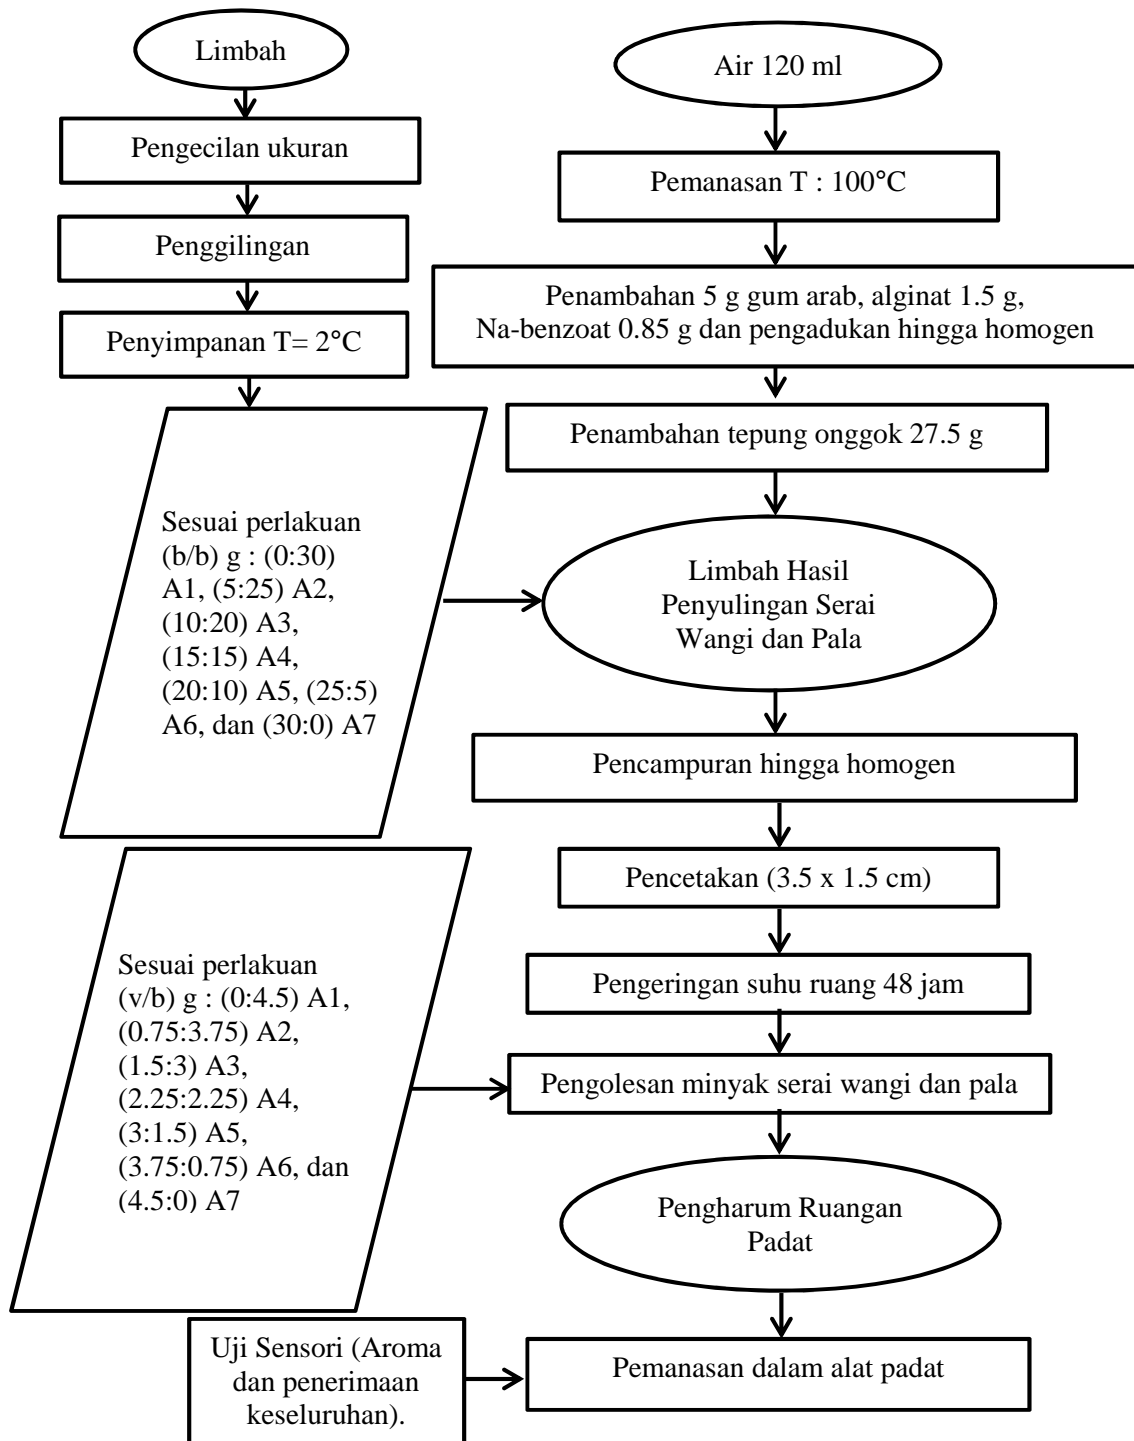 Limbah
Pengecilan ukuran
Penggilingan
Penyimpanan T= 2°C
Sesuai perlakuan
(b/b) g : (0:30)
A1, (5:25) A2,
(10:20) A3,
(15:15) A4,
(20:10) A5, (25:5)
A6, dan (30:0) A7
Sesuai perlakuan
(v/b) g : (0:4.5) A1,
(0.75:3.75) A2,
(1.5:3) A3,
(2.25:2.25) A4,
(3:1.5) A5,
(3.75:0.75) A6, dan
(4.5:0) A7
Air 120 ml
Pemanasan T : 100°C
Penambahan 5 g gum arab, alginat 1.5 g,
Na-benzoat 0.85 g dan pengadukan hingga homogen
Penambahan tepung onggok 27.5 g
Limbah Hasil
Penyulingan Serai
Wangi dan Pala
Pencampuran hingga homogen
Pencetakan (3.5 x 1.5 cm)
Pengeringan suhu ruang 48 jam
Pengolesan minyak serai wangi dan pala
Pengharum Ruangan
Padat
Uji Sensori (Aroma
dan penerimaan
keseluruhan).
Pemanasan dalam alat padat